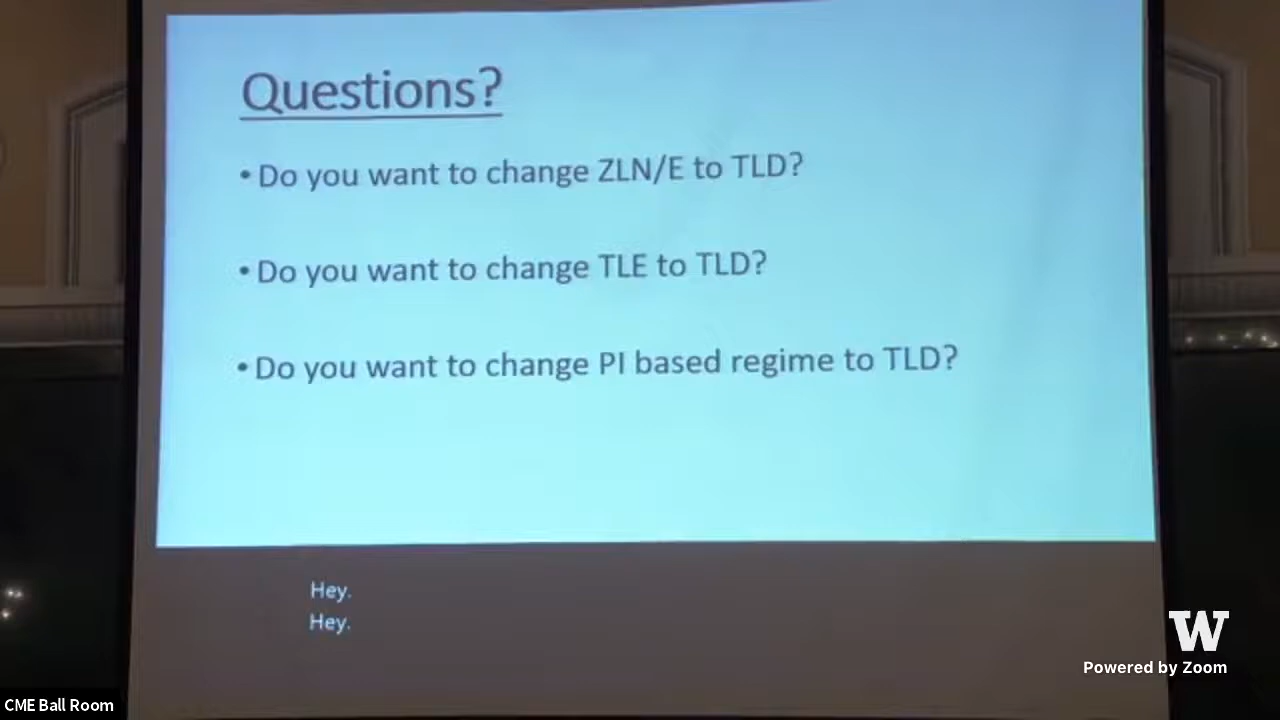 Questions?
• Do you want to change ZLN/E to TLD?
• Do you want to change TLE to TLD?
• Do you want to change PI based regime to TLD?
Hey.
Hey.
W
Powered by Zoom
CME Ball Room